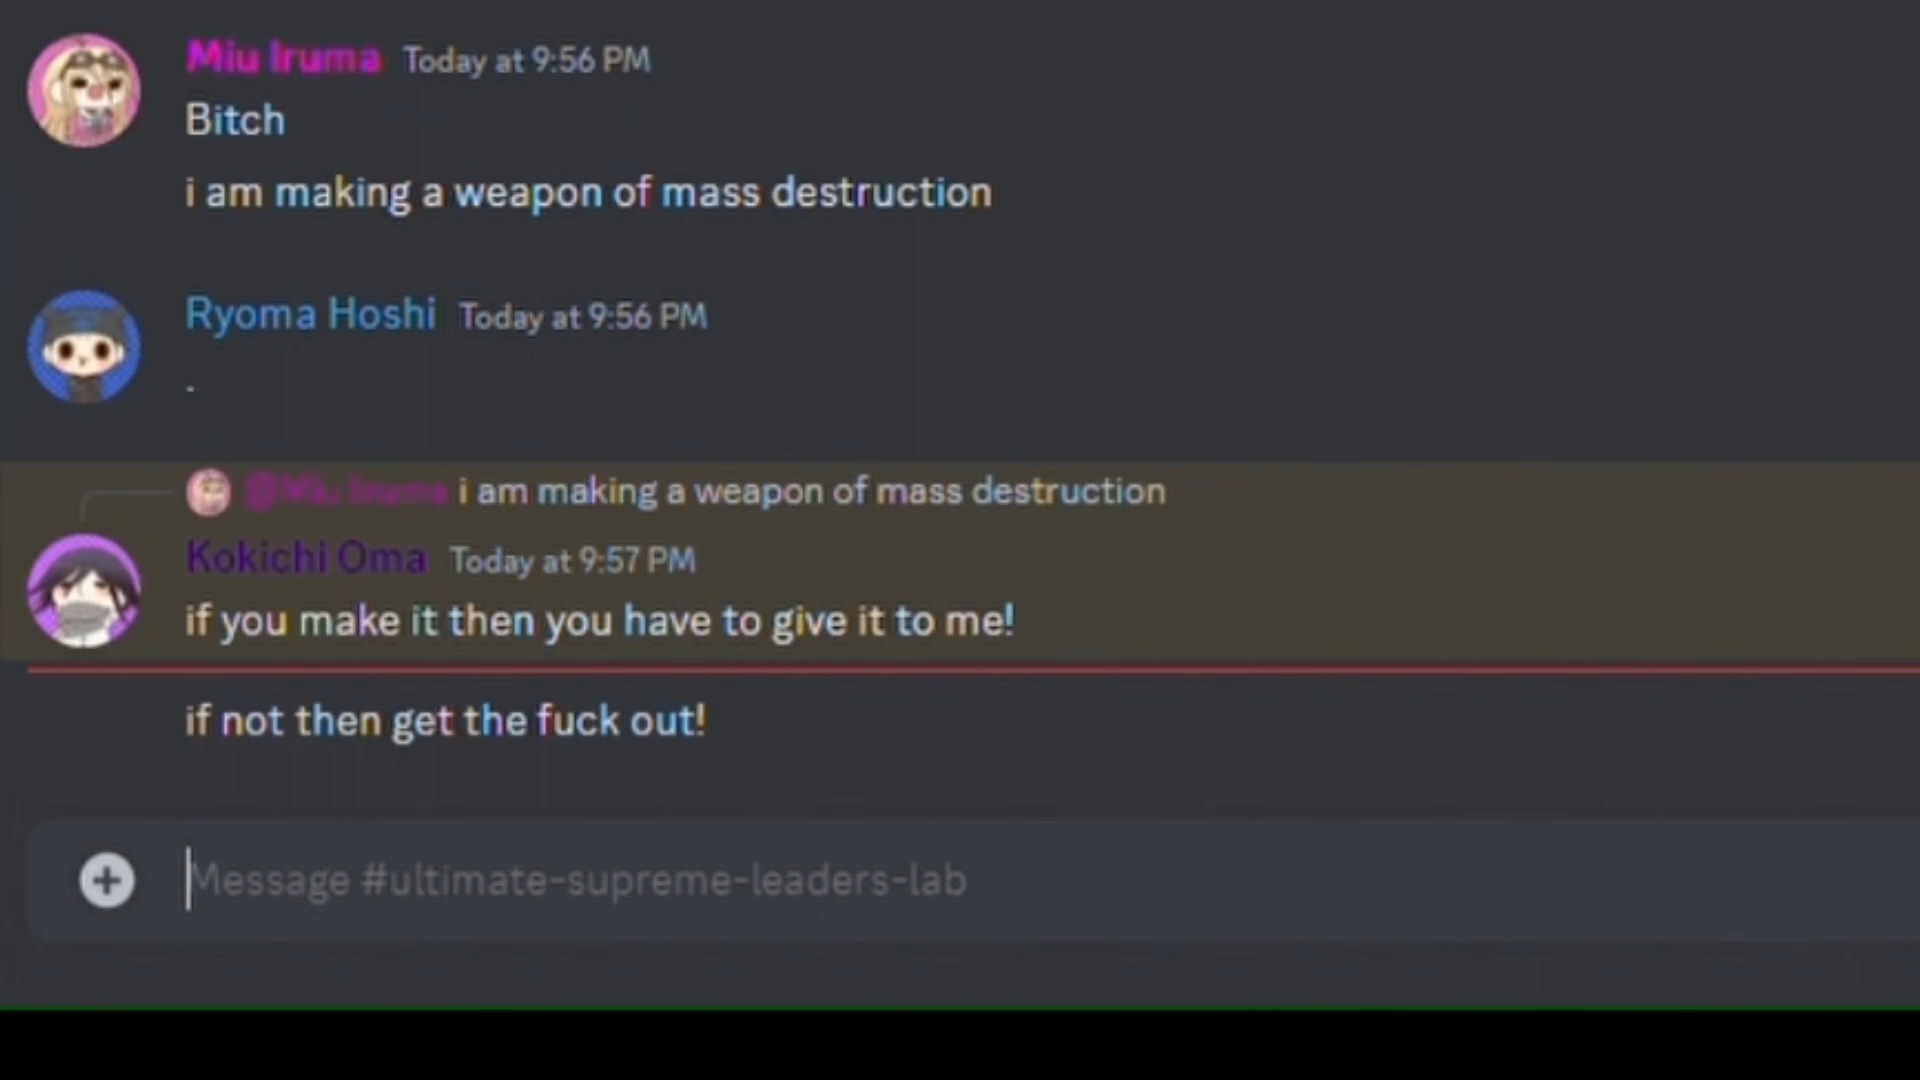 Miu Iruma Today at 9:56 PM
Bitch
i am making a weapon of mass destruction
Ryoma Hoshi Today at 9:56 PM
.
@Miu Iruma i am making a weapon of mass destruction
Kokichi Oma Today at 9:57 PM
if you make it then you have to give it to me!
if not then get the fuck out!
Message #ultimate-supreme-leaders-lab